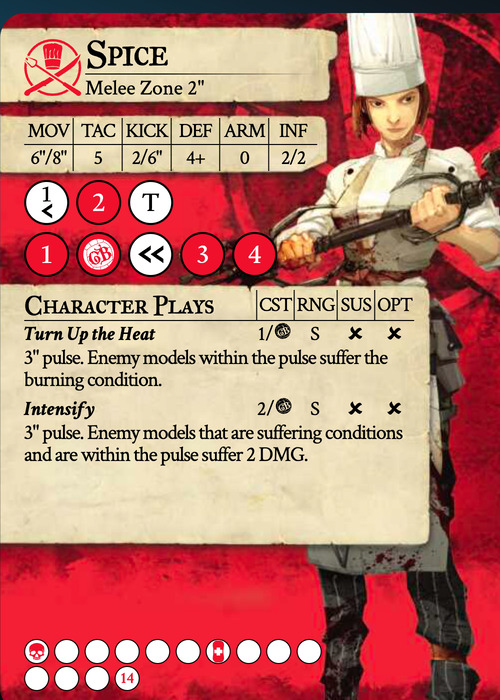 SPICE
Melee Zone 2"
MOV TAC KICK DEF ARM INF
6"/8" 5 2/6" 4+ 0 2/2
1 < 2 T
1 GB << 3 4
CHARACTER PLAYS CST RNG SUS OPT
Turn Up the Heat 1/GB S ✘ ✘
3" pulse. Enemy models within the pulse suffer the
burning condition.
Intensify 2/GB S ✘ ✘
3" pulse. Enemy models that are suffering conditions
and are within the pulse suffer 2 DMG.
14